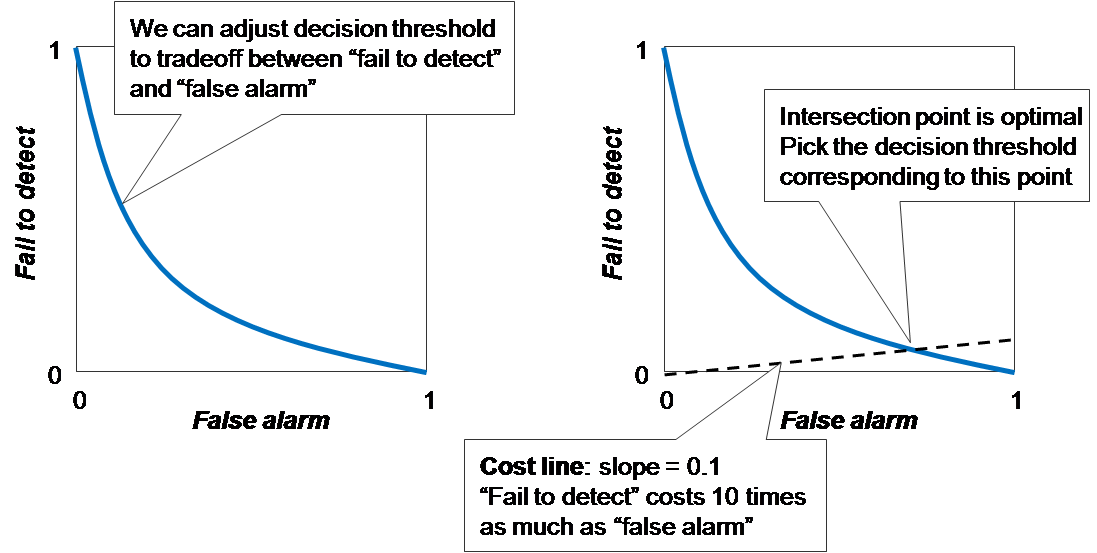 We can adjust decision threshold
to tradeoff between “fail to detect”
and “false alarm”
1
Fail to detect
0
0
1
False alarm
Intersection point is optimal
Pick the decision threshold
corresponding to this point
1
Fail to detect
0
0
1
False alarm
Cost line: slope = 0.1
“Fail to detect” costs 10 times
as much as “false alarm”